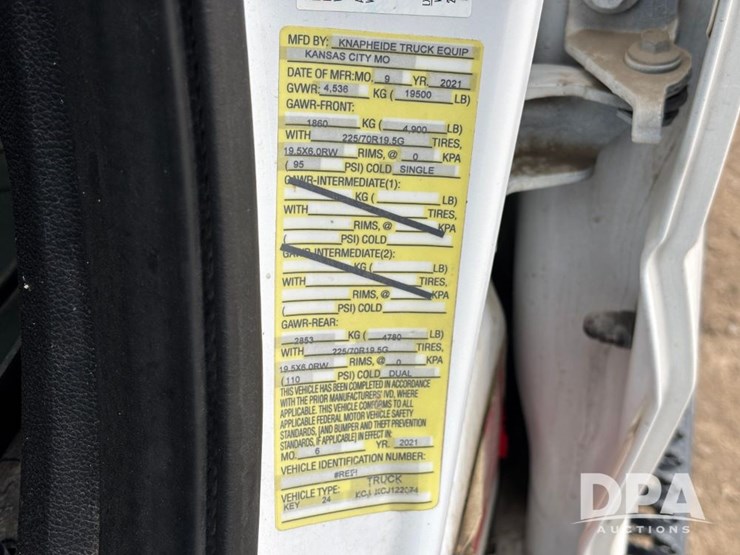 MFD BY: KNAPHEIDE TRUCK EQUIP
KANSAS CITY MO
DATE OF MFR: MO. 9 YR. 2021
GVWR: 4,536 KG ( 19500 LB)
GAWR-FRONT:
1860 KG ( 4,900 LB)
WITH 225/70R19.5G TIRES,
19.5X6.0RW RIMS, @ 0 KPA
( 95 PSI) COLD SINGLE
GAWR-INTERMEDIATE(1):
KG ( LB)
WITH TIRES,
RIMS, @ KPA
PSI) COLD
GAWR-INTERMEDIATE(2):
KG ( LB)
WITH TIRES,
RIMS, @ KPA
( PSI) COLD
GAWR-REAR:
2853 KG ( 4780 LB)
WITH 225/70R19.5G TIRES,
19.5X6.0RW RIMS, @ 0 KPA
(110 PSI) COLD DUAL
THIS VEHICLE HAS BEEN COMPLETED IN ACCORDANCE
WITH THE PRIOR MANUFACTURERS' IVD, WHERE
APPLICABLE. THIS VEHICLE CONFORMS TO ALL
APPLICABLE FEDERAL MOTOR VEHICLE SAFETY
STANDARDS, (AND BUMPER AND THEFT PREVENTION
STANDARDS, IF APPLICABLE) IN EFFECT IN:
MO. 6 YR. 2021
VEHICLE IDENTIFICATION NUMBER:
#REF!
VEHICLE TYPE: TRUCK
KEY 24
DPA
AUCTIONS